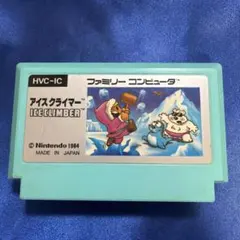 HVC-IC
ファミリー コンピュータ
アイスクライマー
ICE CLIMBER
© Nintendo 1984
MADE IN JAPAN